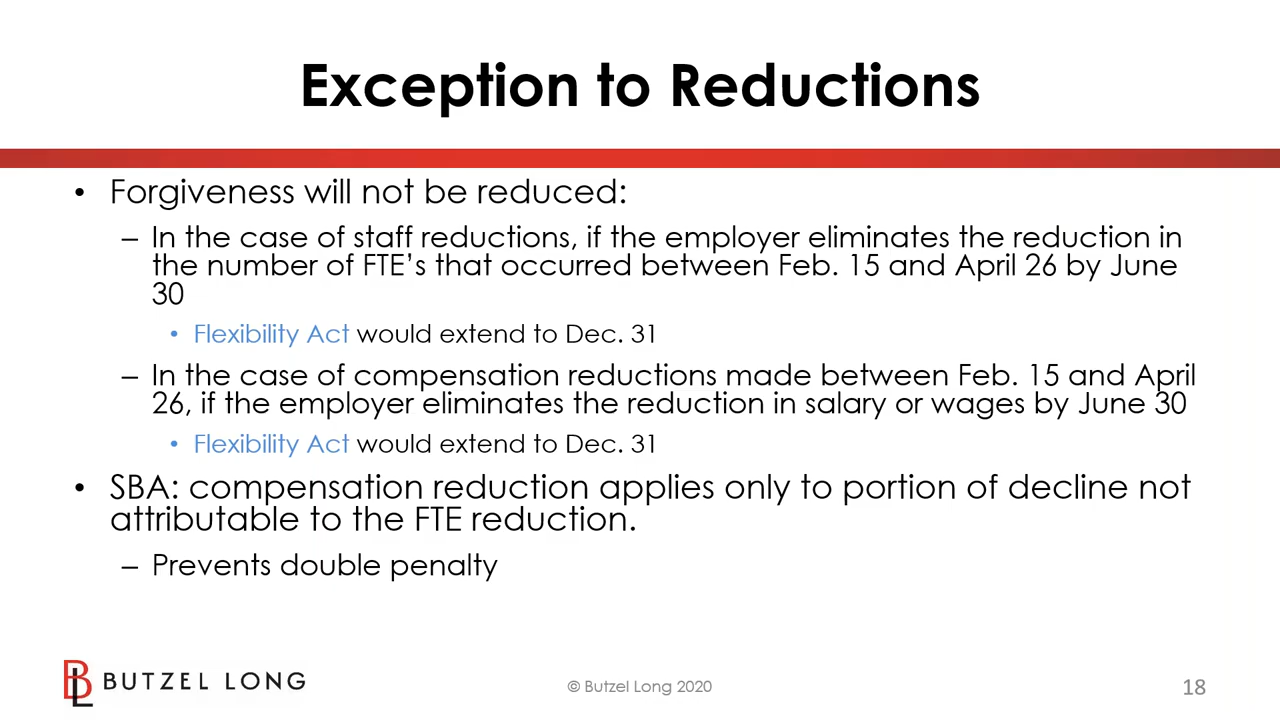 Exception to Reductions
• Forgiveness will not be reduced:
– In the case of staff reductions, if the employer eliminates the reduction in
the number of FTE’s that occurred between Feb. 15 and April 26 by June
30
• Flexibility Act would extend to Dec. 31
– In the case of compensation reductions made between Feb. 15 and April
26, if the employer eliminates the reduction in salary or wages by June 30
• Flexibility Act would extend to Dec. 31
• SBA: compensation reduction applies only to portion of decline not
attributable to the FTE reduction.
– Prevents double penalty
BL BUTZEL LONG
© Butzel Long 2020
18